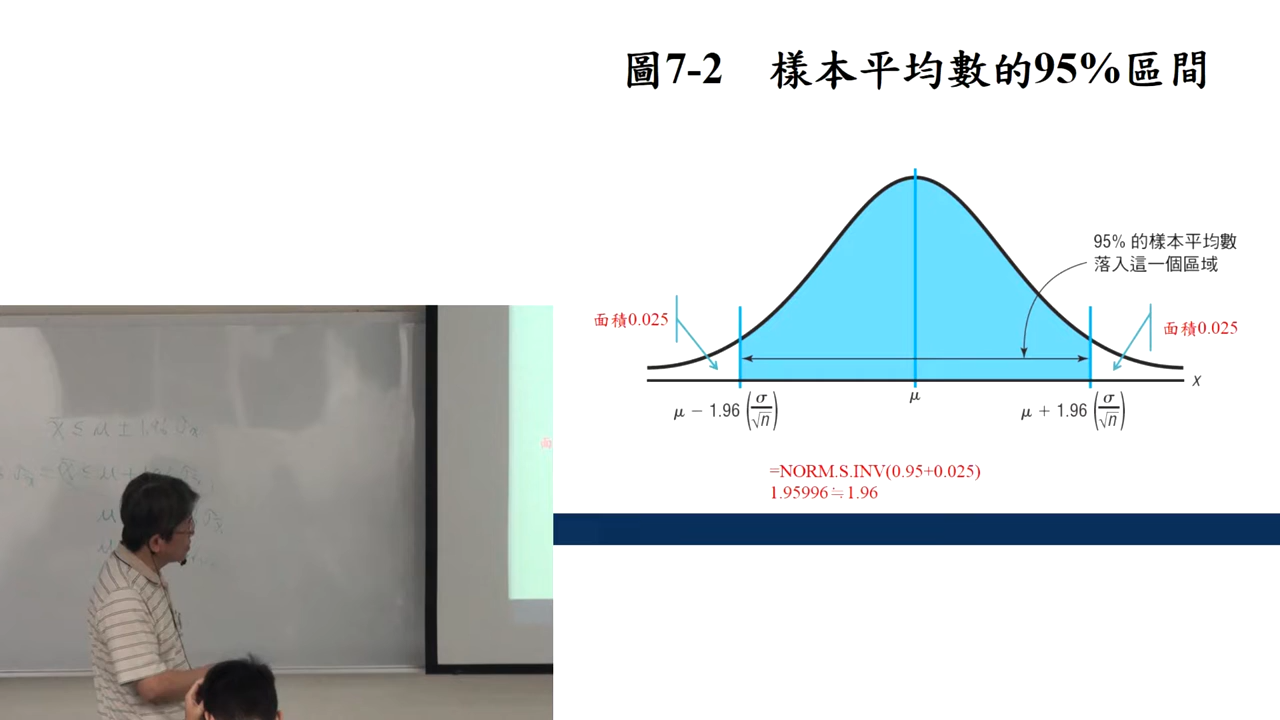 圖7-2 樣本平均數的95%區間
95% 的樣本平均數
落入這一個區域
面積0.025
面積0.025
x
μ
μ − 1.96 (σ/√n)
μ + 1.96 (σ/√n)
=NORM.S.INV(0.95+0.025)
1.95996≒1.96